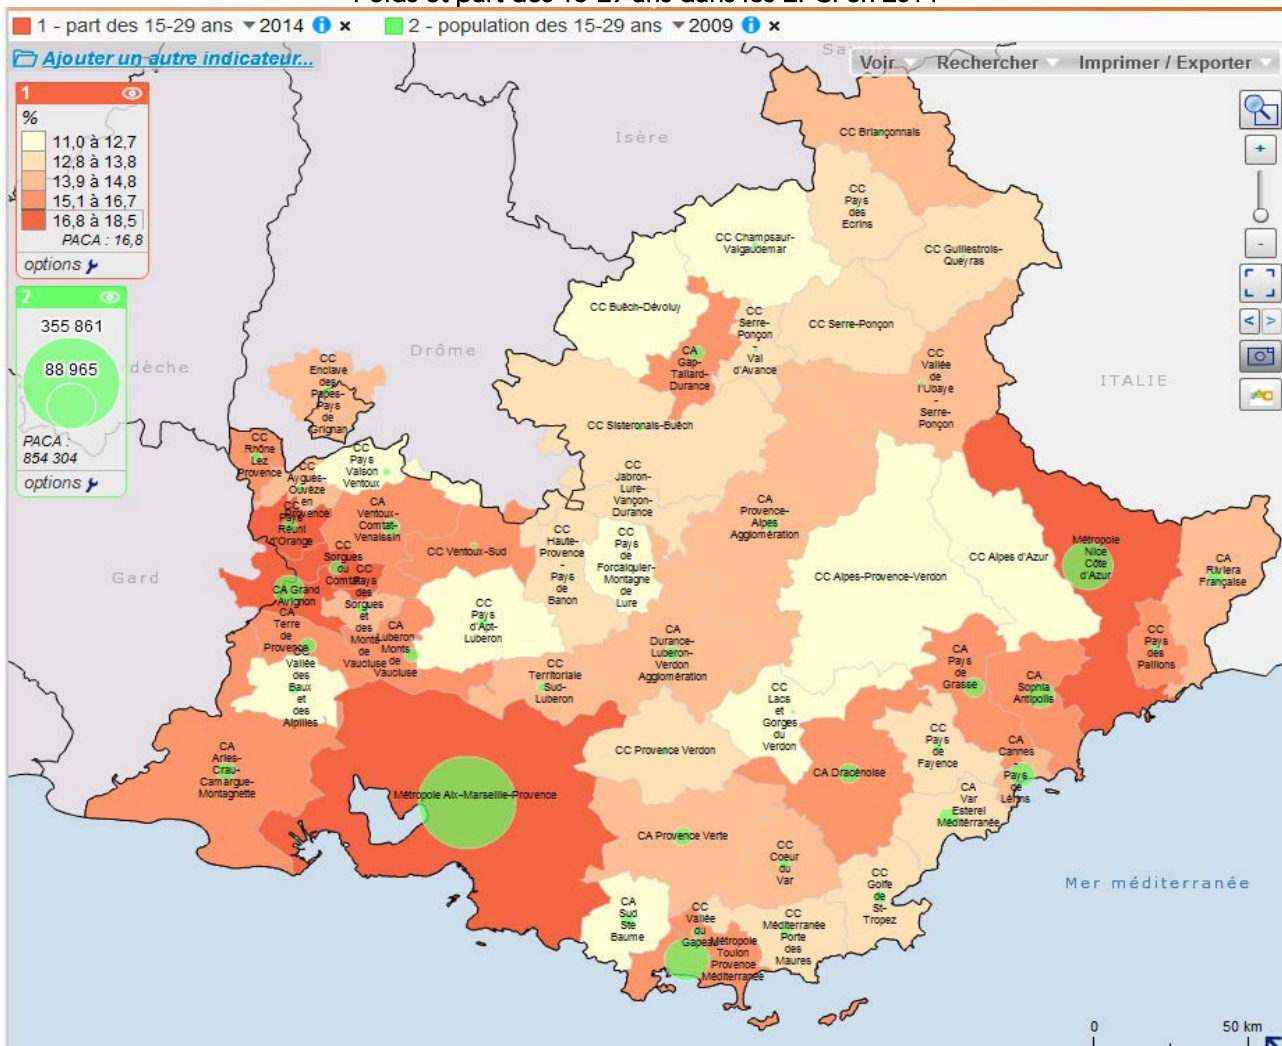 Poids et part des 15-29 ans dans les EPCI en 2014
1 - part des 15-29 ans 2014 i x
2 - population des 15-29 ans 2009 i x
Ajouter un autre indicateur...
Voir
Rechercher
Imprimer / Exporter
1
%
11,0 à 12,7
12,8 à 13,8
13,9 à 14,8
15,1 à 16,7
16,8 à 18,5
PACA : 16,8
options
2
355 861
88 965
PACA :
854 304
options
Savoie
Isère
Drôme
dèche
Gard
ITALIE
Mer méditerranée
+
-
< >
CC Briançonnais
CC
Pays
des
Ecrins
CC Champsaur-
Valgaudemar
CC Guillestrois-
Queyras
CC Buëch-Dévoluy
CC
Serre-
Ponçon
-
Val
d'Avance
CC Serre-Ponçon
CA
Gap-
Tallard-
Durance
CC
Vallée
de
l'Ubaye
-
Serre-
Ponçon
CC
Enclave
des
Papes-
Pays
de
Grignan
CC Sisteronais-Buëch
CC
Rhône
Lez
Provence
CC
Pays
Vaison
Ventoux
CC
Aygues-
Ouvèze
en
Provence
CC
Jabron-
Lure-
Vançon-
Durance
CA
Ventoux-
Comtat-
Venaissin
CC
Pays
Réuni
d'Orange
CA
Provence-
Alpes
Agglomération
CC
Haute-
Provence
-
Pays
de
Banon
CC
Pays
de
Forcalquier-
Montagne
de
Lure
CC Ventoux-Sud
CC
Sorgues
du
Comtat
CC Alpes d'Azur
Métropole
Nice
Côte
d'Azur
CA
Riviera
Française
CC Alpes-Provence-Verdon
CC
Pays
des
Sorgues
et
des
Monts
de
Vaucluse
CA Grand
Avignon
CC
Pays
d'Apt-
Luberon
CA
Terre
de
Provence
CA
Luberon
Monts
de
Vaucluse
CA
Durance-
Luberon-
Verdon
Agglomération
CC
Pays
des
Paillons
CA
Pays
de
Grasse
CC
Vallée
des
Baux
et
des
Alpilles
CC
Territoriale
Sud-
Luberon
CA
Sophia
Antipolis
CC
Lacs
et
Gorges
du
Verdon
CC
Pays
de
Fayence
CA
Cannes
-
Pays
de
Lérins
CA
Arles-
Crau-
Camargue-
Montagnette
CC Provence Verdon
CA Dracénoise
Métropole Aix-Marseille-Provence
CA
Var
Esterel
Méditerranée
CA Provence Verte
CC
Coeur
du
Var
CC
Golfe
de
St-
Tropez
CA
Sud
Ste
Baume
CC
Vallée
du
Gapeau
CC
Méditerranée
Porte
des
Maures
Métropole
Toulon
Provence
Méditerranée
0
50 km